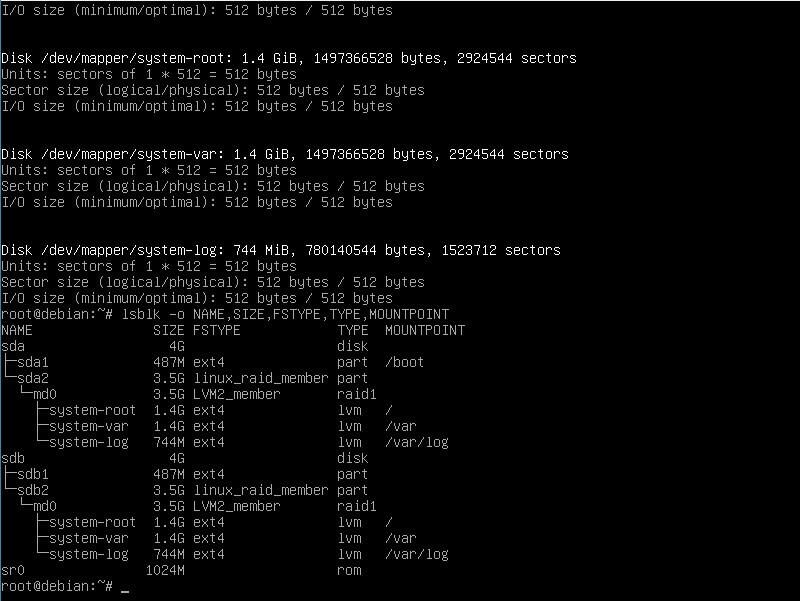 I/O size (minimum/optimal): 512 bytes / 512 bytes
Disk /dev/mapper/system-root: 1.4 GiB, 1497366528 bytes, 2924544 sectors
Units: sectors of 1 * 512 = 512 bytes
Sector size (logical/physical): 512 bytes / 512 bytes
I/O size (minimum/optimal): 512 bytes / 512 bytes
Disk /dev/mapper/system-var: 1.4 GiB, 1497366528 bytes, 2924544 sectors
Units: sectors of 1 * 512 = 512 bytes
Sector size (logical/physical): 512 bytes / 512 bytes
I/O size (minimum/optimal): 512 bytes / 512 bytes
Disk /dev/mapper/system-log: 744 MiB, 780140544 bytes, 1523712 sectors
Units: sectors of 1 * 512 = 512 bytes
Sector size (logical/physical): 512 bytes / 512 bytes
I/O size (minimum/optimal): 512 bytes / 512 bytes
root@debian:~# lsblk -o NAME,SIZE,FSTYPE,TYPE,MOUNTPOINT
NAME                SIZE FSTYPE            TYPE  MOUNTPOINT
sda                   4G                   disk
├─sda1              487M ext4              part  /boot
└─sda2              3.5G linux_raid_member part
  └─md0             3.5G LVM2_member       raid1
    ├─system-root   1.4G ext4              lvm   /
    ├─system-var    1.4G ext4              lvm   /var
    └─system-log    744M ext4              lvm   /var/log
sdb                   4G                   disk
├─sdb1              487M ext4              part
└─sdb2              3.5G linux_raid_member part
  └─md0             3.5G LVM2_member       raid1
    ├─system-root   1.4G ext4              lvm   /
    ├─system-var    1.4G ext4              lvm   /var
    └─system-log    744M ext4              lvm   /var/log
sr0                1024M                   rom
root@debian:~# _